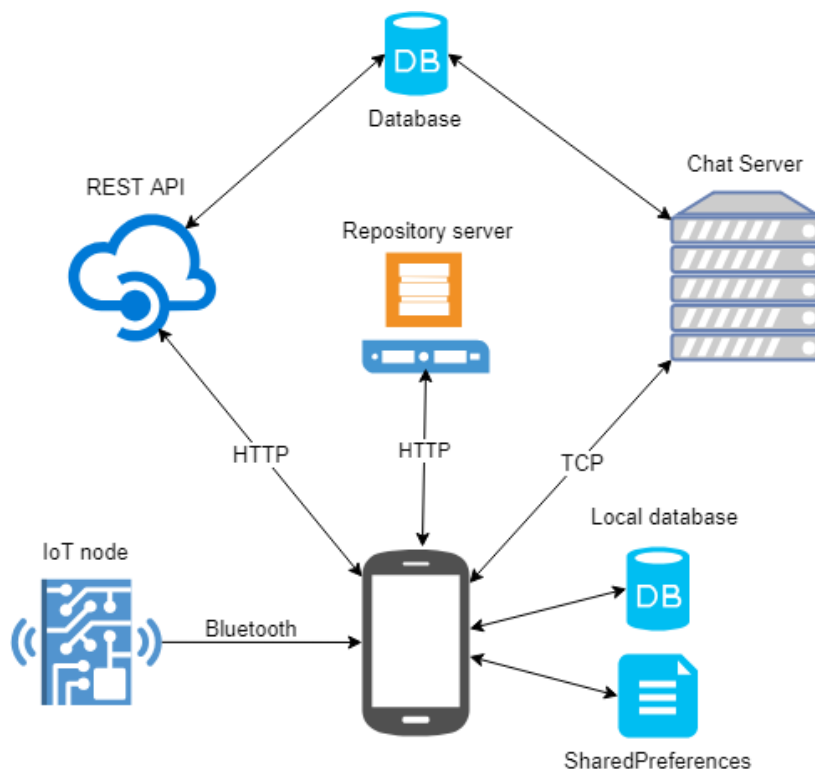 DB
Database
Chat Server
REST API
Repository server
HTTP
HTTP
TCP
Local database
IoT node
DB
Bluetooth
SharedPreferences